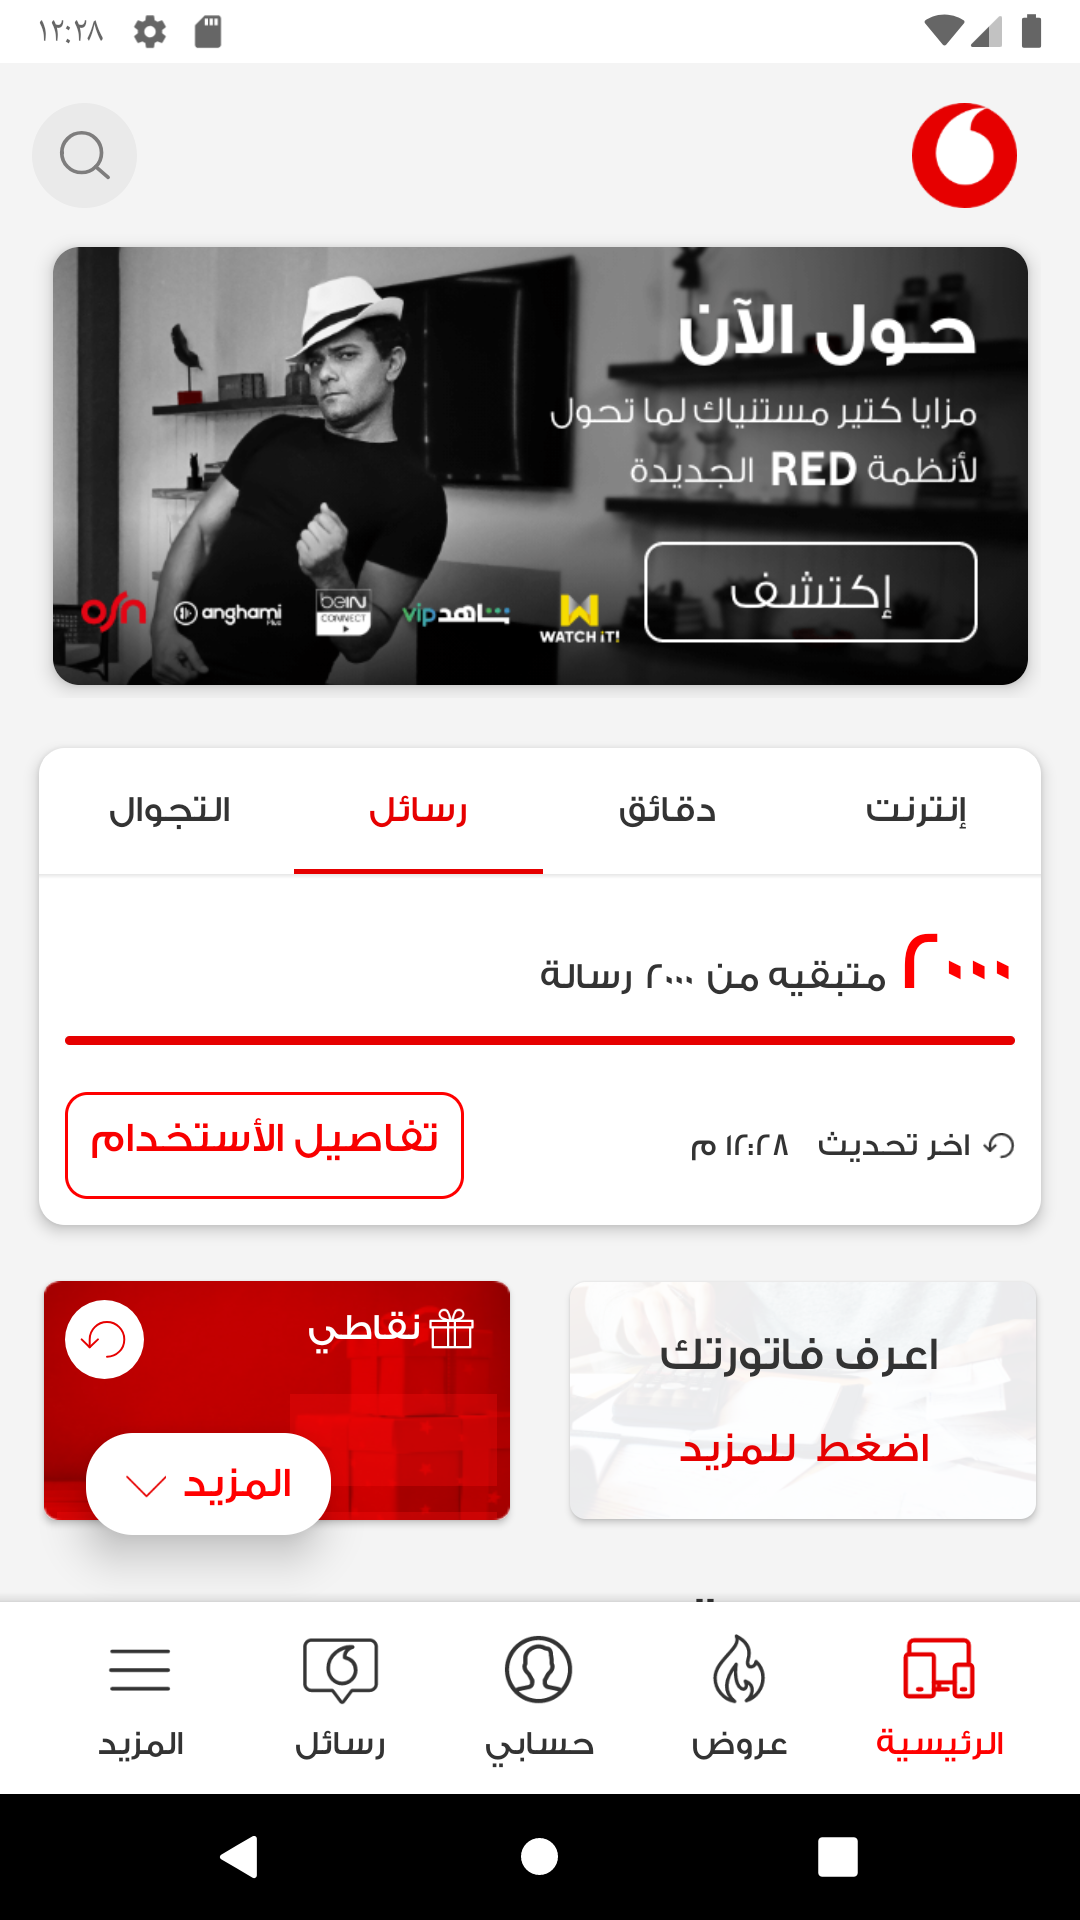 ١٢:٢٨
حول الآن
مزايا كتير مستنياك لما تحول
لأنظمة RED الجديدة
إكتشف
osn
anghami
PLUS
beIN
CONNECT
شاهد vip
WATCH iT!
إنترنت
دقائق
رسائل
التجوال
٢٠٠٠ متبقيه من ٢٠٠٠ رسالة
اخر تحديث ١٢:٢٨ م
تفاصيل الأستخدام
اعرف فاتورتك
اضغط للمزيد
نقاطي
المزيد
الرئيسية
عروض
حسابي
رسائل
المزيد